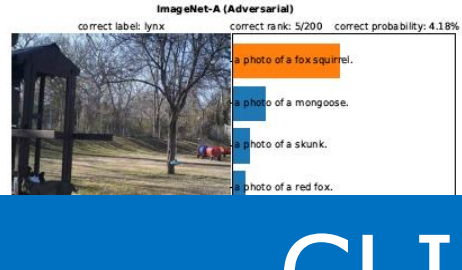 ImageNet-A (Adversarial)
correct label: lynx correct rank: 5/200 correct probability: 4.18%
a photo of a fox squirrel.
a photo of a mongoose.
a photo of a skunk.
a photo of a red fox.